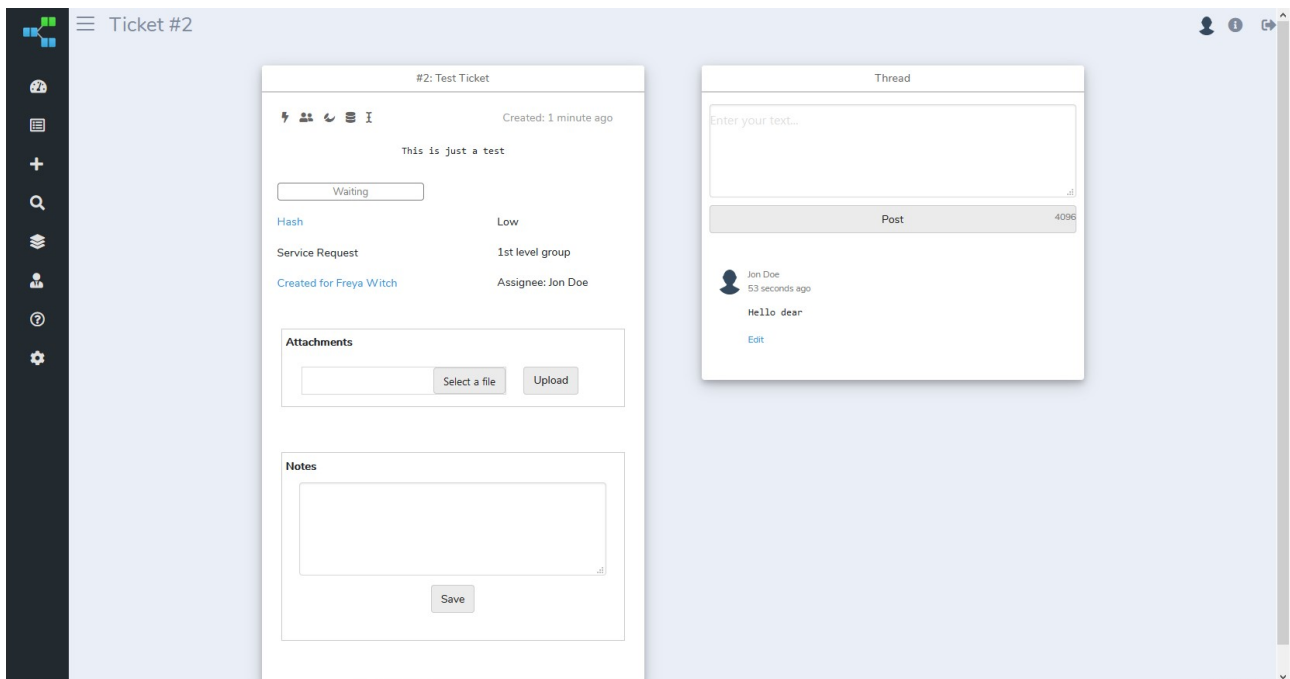 Ticket #2
#2: Test Ticket
Created: 1 minute ago
This is just a test
Waiting
Hash
Low
Service Request
1st level group
Created for Freya Witch
Assignee: Jon Doe
Attachments
Select a file
Upload
Notes
Save
Thread
Enter your text...
Post
4096
Jon Doe
53 seconds ago
Hello dear
Edit